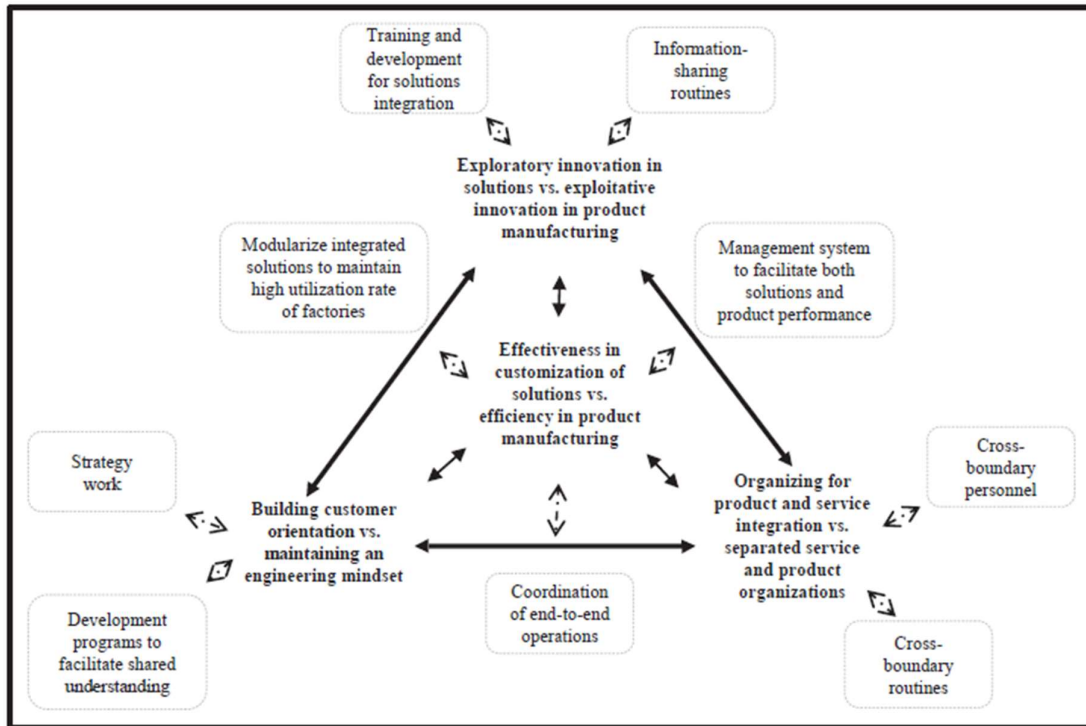 Training and
development
for solutions
integration
Information-
sharing
routines
Exploratory innovation in
solutions vs. exploitative
innovation in product
manufacturing
Modularize integrated
solutions to maintain
high utilization rate
of factories
Management system
to facilitate both
solutions and
product performance
Effectiveness in
customization of
solutions vs.
efficiency in product
manufacturing
Strategy
work
Building customer
orientation vs.
maintaining an
engineering mindset
Organizing for
product and service
integration vs.
separated service
and product
organizations
Cross-
boundary
personnel
Development
programs to
facilitate shared
understanding
Coordination
of end-to-end
operations
Cross-
boundary
routines